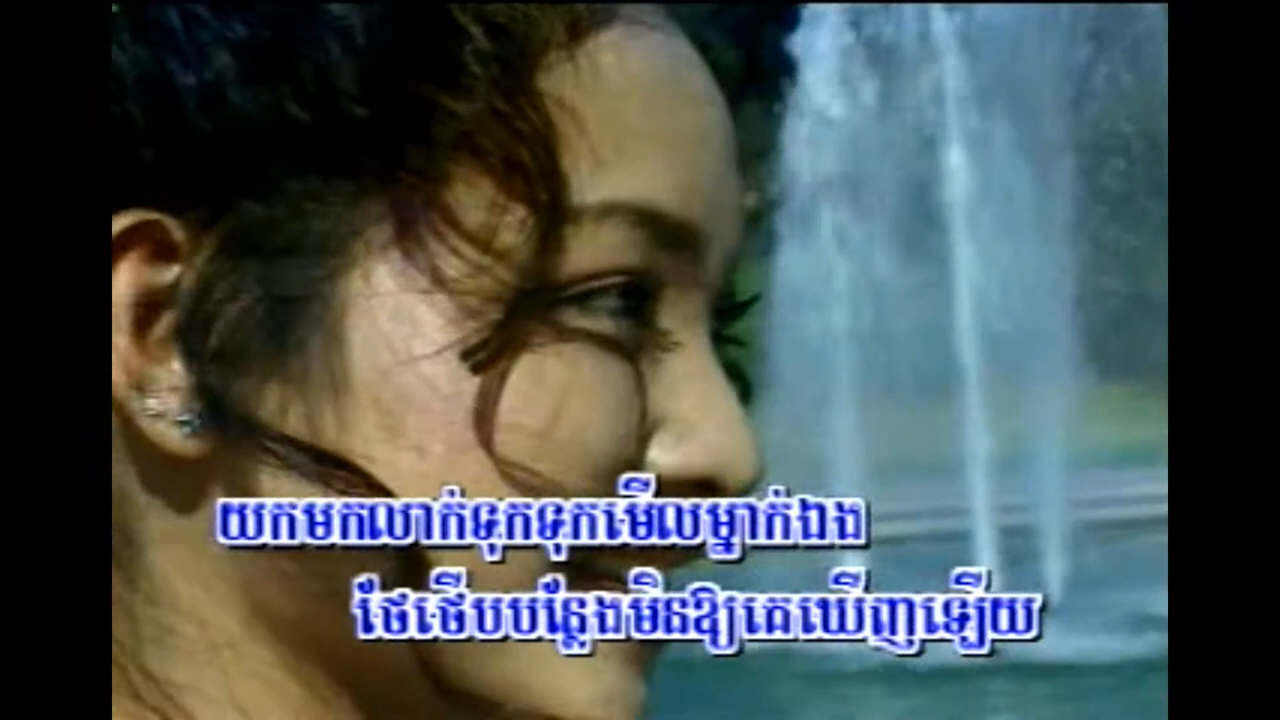 យកមកលាក់ទុកទុកមើលម្នាក់ឯង
ថែថើបបន្លែងមិនឱ្យគេឃើញឡើយ